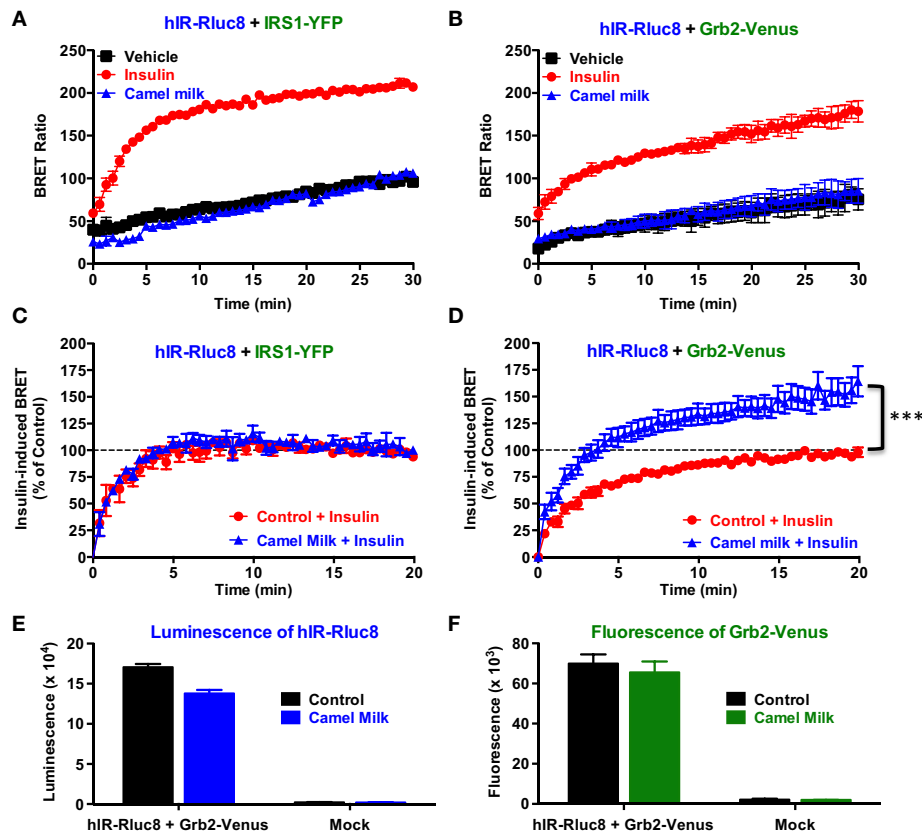 A
hIR-Rluc8 + IRS1-YFP
BRET Ratio
250
200
150
100
50
0
Vehicle
Insulin
Camel milk
0 5 10 15 20 25 30
Time (min)
B
hIR-Rluc8 + Grb2-Venus
BRET Ratio
250
200
150
100
50
0
Vehicle
Insulin
Camel milk
0 5 10 15 20 25 30
Time (min)
C
hIR-Rluc8 + IRS1-YFP
Insulin-induced BRET
(% of Control)
200
175
150
125
100
75
50
25
0
Control + Insulin
Camel Milk + Insulin
0 5 10 15 20
Time (min)
D
hIR-Rluc8 + Grb2-Venus
Insulin-induced BRET
(% of Control)
200
175
150
125
100
75
50
25
0
***
Control + Inuslin
Camel milk + Insulin
0 5 10 15 20
Time (min)
E
Luminescence of hIR-Rluc8
Luminescence (x 10⁴)
20
15
10
5
0
Control
Camel Milk
hIR-Rluc8 + Grb2-Venus Mock
F
Fluorescence of Grb2-Venus
Fluorescence (x 10³)
80
60
40
20
0
Control
Camel Milk
hIR-Rluc8 + Grb2-Venus Mock